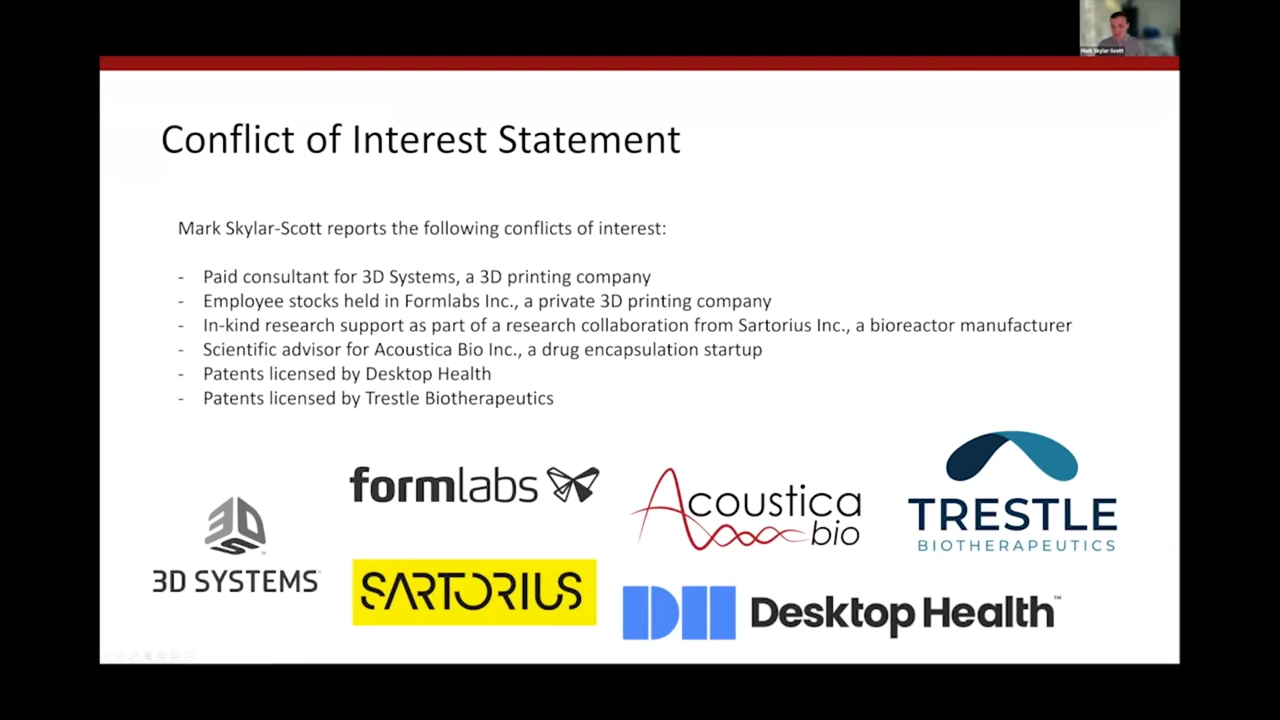 Mark Skylar-Scott
Conflict of Interest Statement
Mark Skylar-Scott reports the following conflicts of interest:
- Paid consultant for 3D Systems, a 3D printing company
- Employee stocks held in Formlabs Inc., a private 3D printing company
- In-kind research support as part of a research collaboration from Sartorius Inc., a bioreactor manufacturer
- Scientific advisor for Acoustica Bio Inc., a drug encapsulation startup
- Patents licensed by Desktop Health
- Patents licensed by Trestle Biotherapeutics
3DS
3D SYSTEMS
formlabs
SARTORIUS
Acoustica
bio
TRESTLE
BIOTHERAPEUTICS
DH Desktop Health™